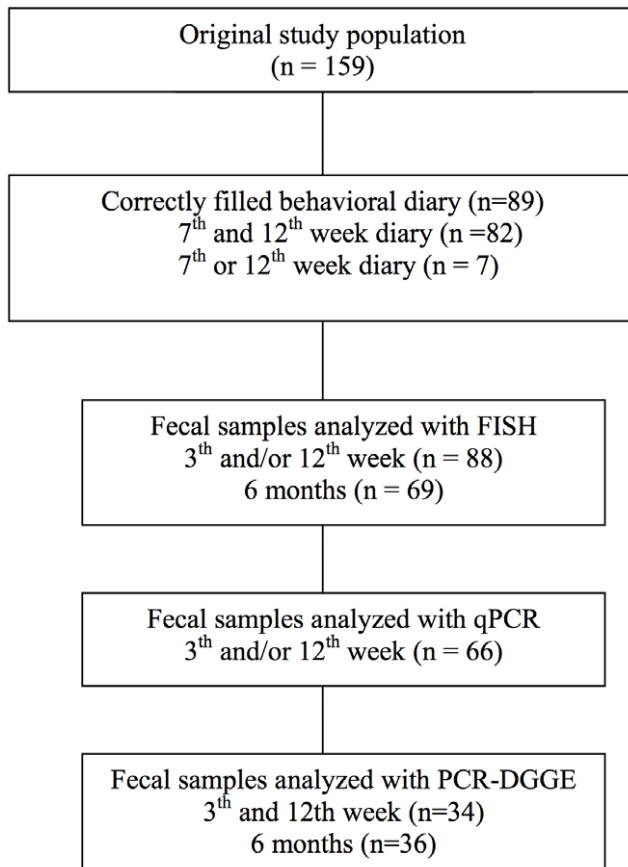 Original study population
(n = 159)
Correctly filled behavioral diary (n=89)
7th and 12th week diary (n =82)
7th or 12th week diary (n = 7)
Fecal samples analyzed with FISH
3th and/or 12th week (n = 88)
6 months (n = 69)
Fecal samples analyzed with qPCR
3th and/or 12th week (n = 66)
Fecal samples analyzed with PCR-DGGE
3th and 12th week (n=34)
6 months (n=36)